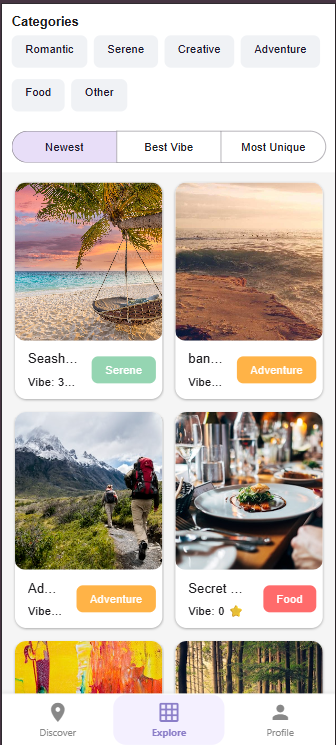 Categories
Romantic Serene Creative Adventure
Food Other
Newest Best Vibe Most Unique
Seash... Serene
Vibe: 3...
ban... Adventure
Vibe...
Ad... Adventure
Vibe...
Secret ... Food
Vibe: 0
Discover Explore Profile